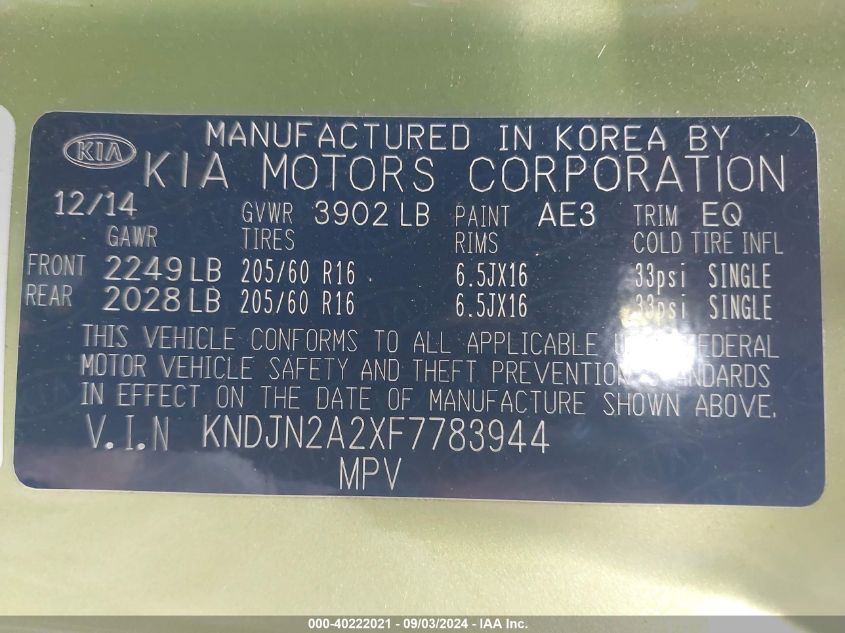 MANUFACTURED IN KOREA BY
KIA KIA MOTORS CORPORATION
12/14 GVWR 3902 LB PAINT AE3 TRIM EQ
GAWR TIRES RIMS COLD TIRE INFL
FRONT 2249 LB 205/60 R16 6.5JX16 33psi SINGLE
REAR 2028 LB 205/60 R16 6.5JX16 33psi SINGLE
THIS VEHICLE CONFORMS TO ALL APPLICABLE FEDERAL
MOTOR VEHICLE SAFETY AND THEFT PREVENTION STANDARDS
IN EFFECT ON THE DATE OF MANUFACTURE SHOWN ABOVE.
V.I.N KNDJN2A2XF7783944
MPV
000-40222021 - 09/03/2024 - IAA Inc.